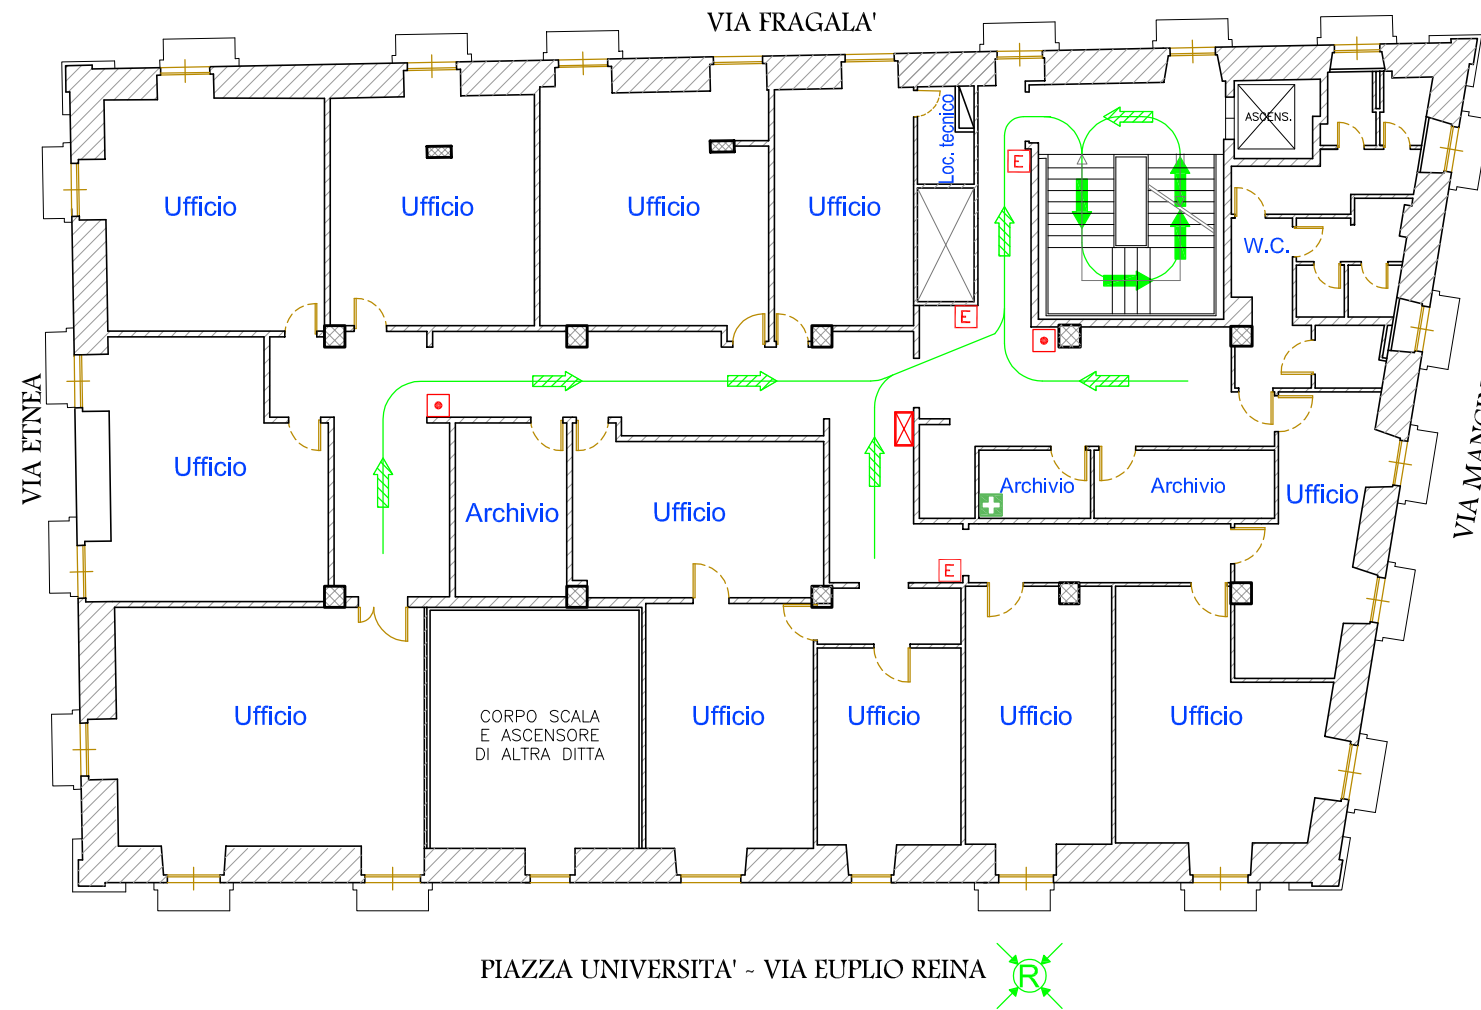 VIA FRAGALA'
Loc. tecnico
ASCENS.
E
Ufficio
Ufficio
Ufficio
Ufficio
W.C.
E
VIA ETNEA
Ufficio
Archivio
Ufficio
Archivio
Archivio
Ufficio
E
Ufficio
CORPO SCALA
E ASCENSORE
DI ALTRA DITTA
Ufficio
Ufficio
Ufficio
Ufficio
PIAZZA UNIVERSITA' - VIA EUPLIO REINA
R